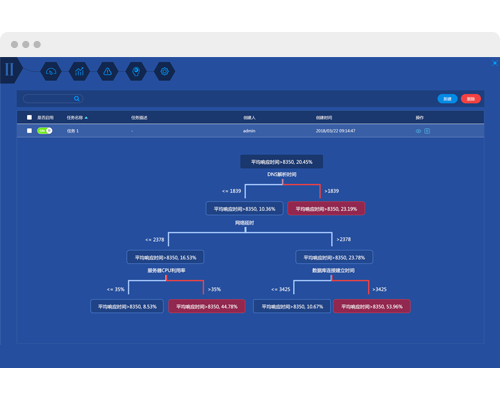 新建
删除
是否启用
任务名称
任务描述
创建人
创建时间
操作
任务 1
-
admin
2018/03/22 09:14:47
平均响应时间>8350, 20.45%
DNS解析时间
<= 1839
>1839
平均响应时间>8350, 10.36%
平均响应时间>8350, 23.19%
网络延时
<= 2378
>2378
平均响应时间>8350, 16.53%
平均响应时间>8350, 23.78%
服务器CPU利用率
数据库连接建立时间
<= 35%
>35%
<= 3425
>3425
平均响应时间>8350, 8.53%
平均响应时间>8350, 44.78%
平均响应时间>8350, 10.67%
平均响应时间>8350, 53.96%